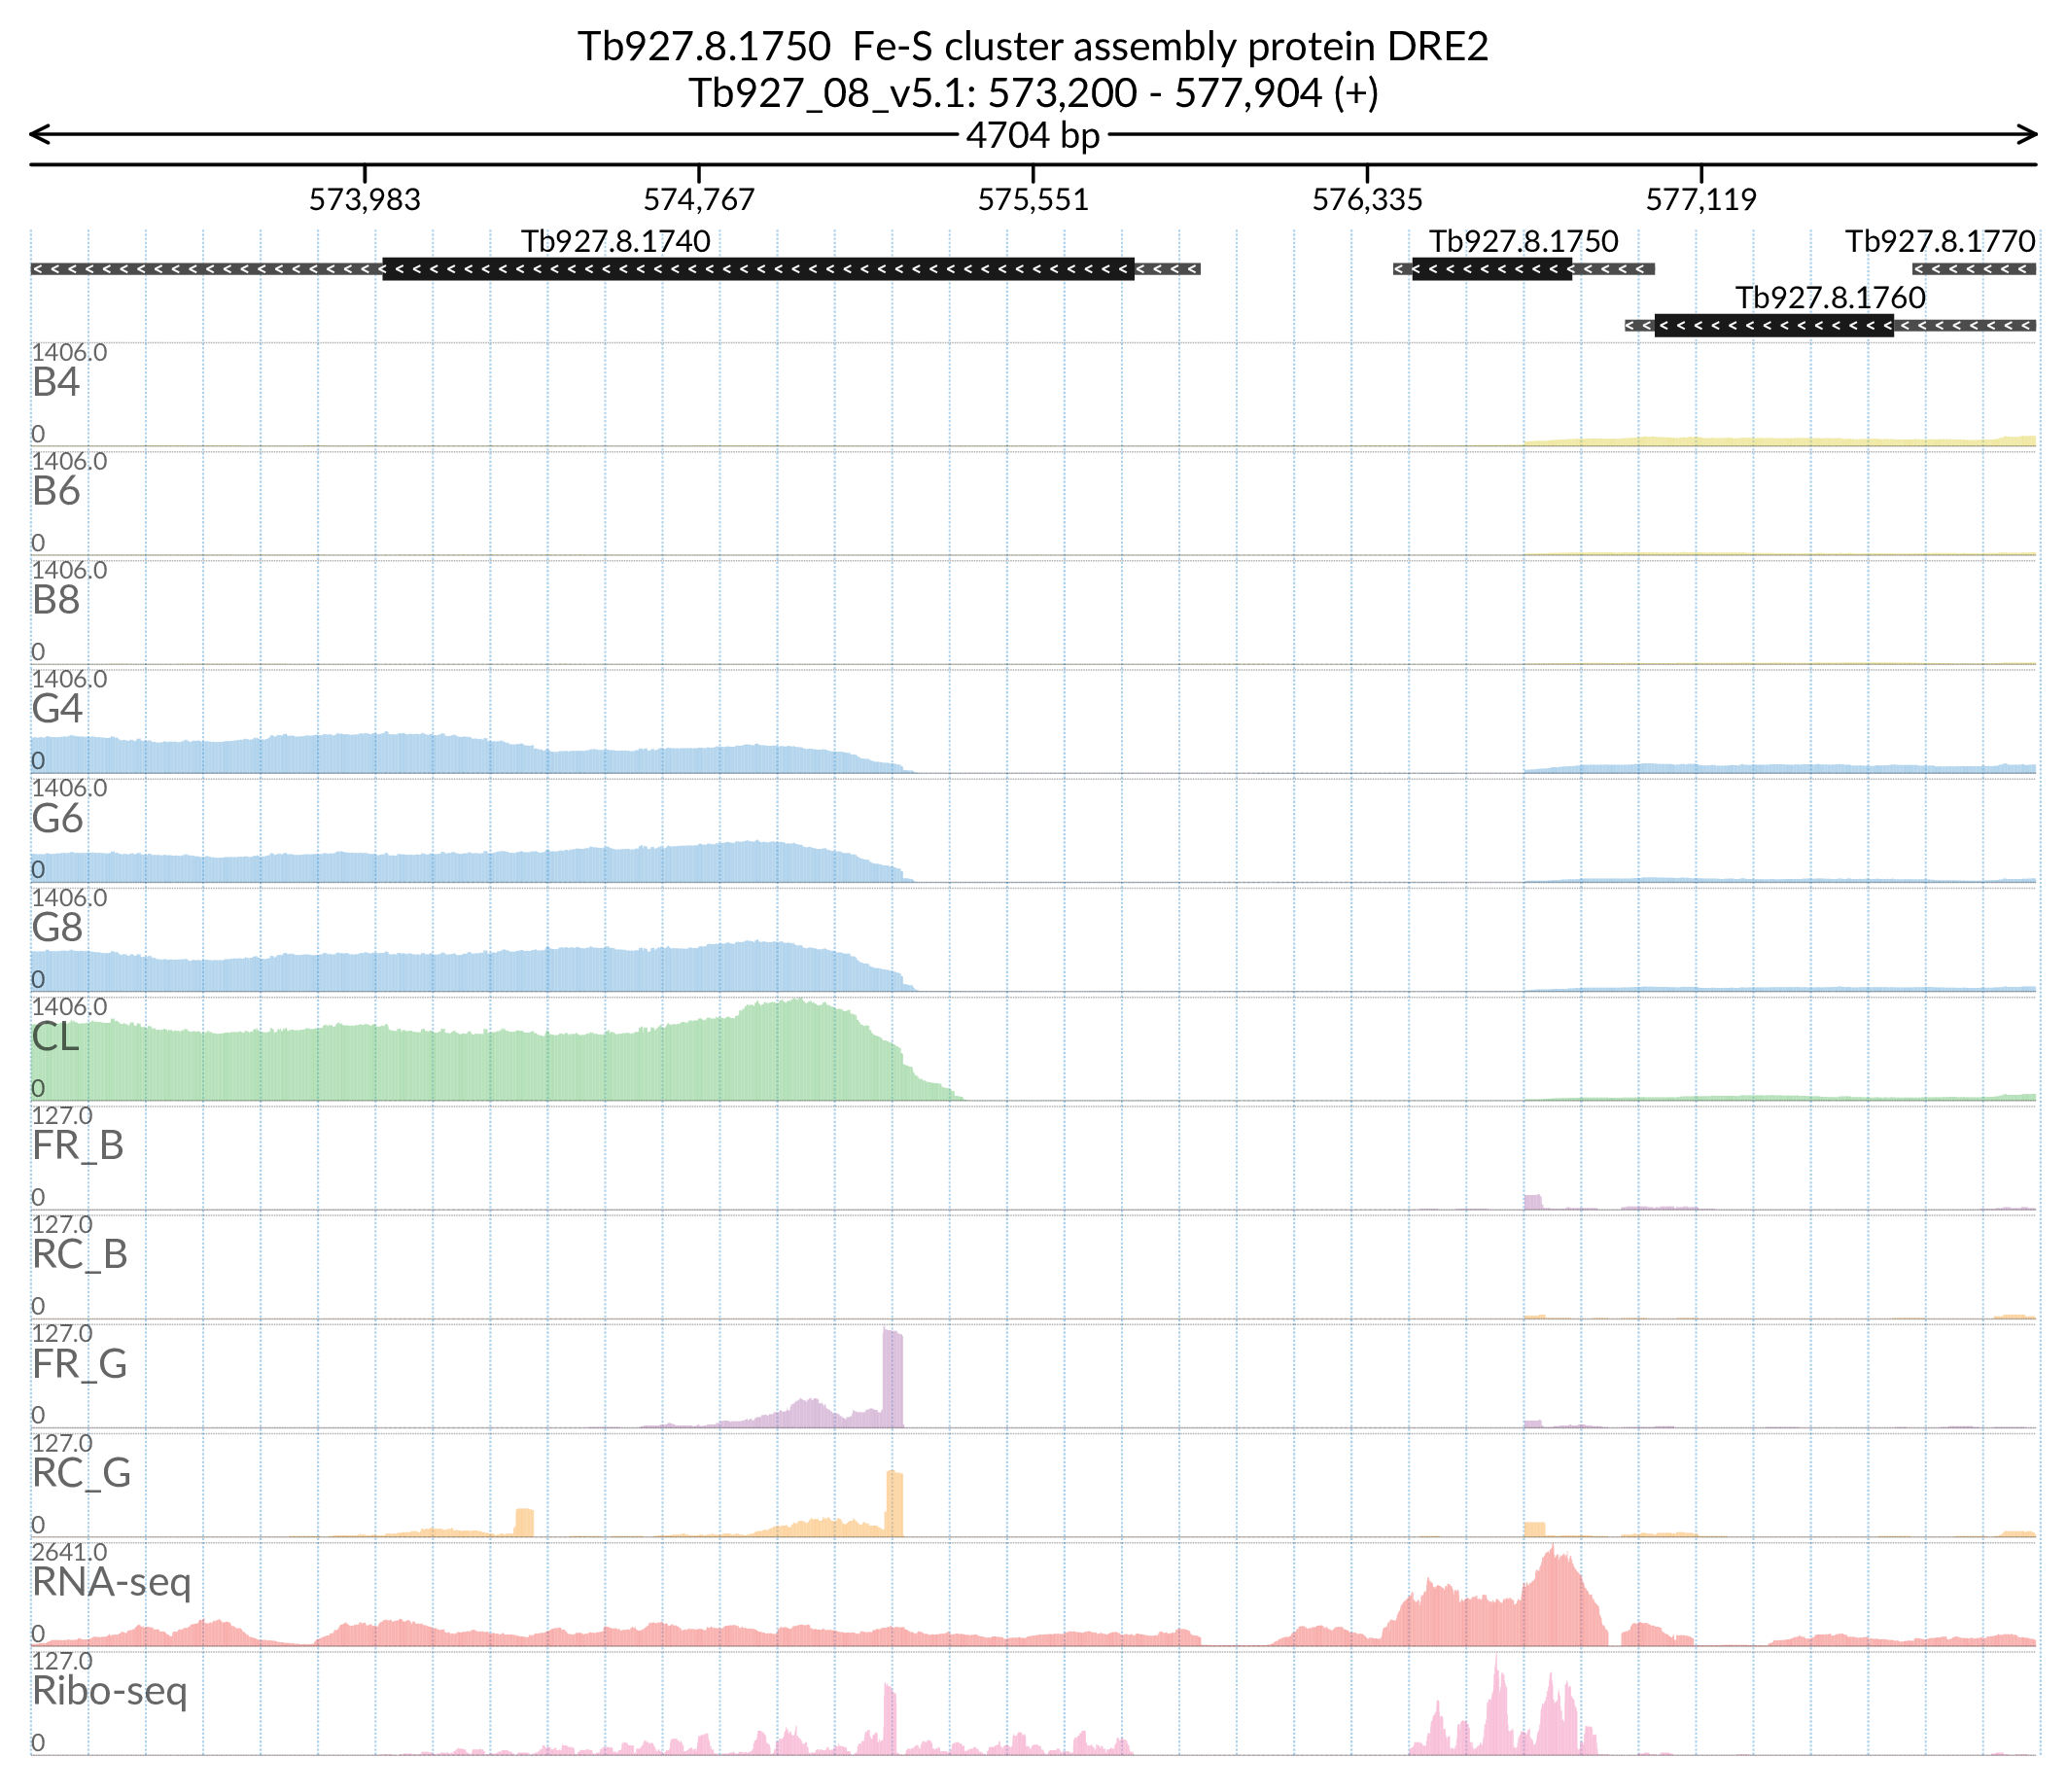 Tb927.8.1750 Fe-S cluster assembly protein DRE2
Tb927_08_v5.1: 573,200 - 577,904 (+)
4704 bp
573,983 574,767 575,551 576,335 577,119
Tb927.8.1740 Tb927.8.1750 Tb927.8.1770
Tb927.8.1760
1406.0
B4
0
1406.0
B6
0
1406.0
B8
0
1406.0
G4
0
1406.0
G6
0
1406.0
G8
0
1406.0
CL
0
127.0
FR_B
0
127.0
RC_B
0
127.0
FR_G
0
127.0
RC_G
0
2641.0
RNA-seq
0
127.0
Ribo-seq
0